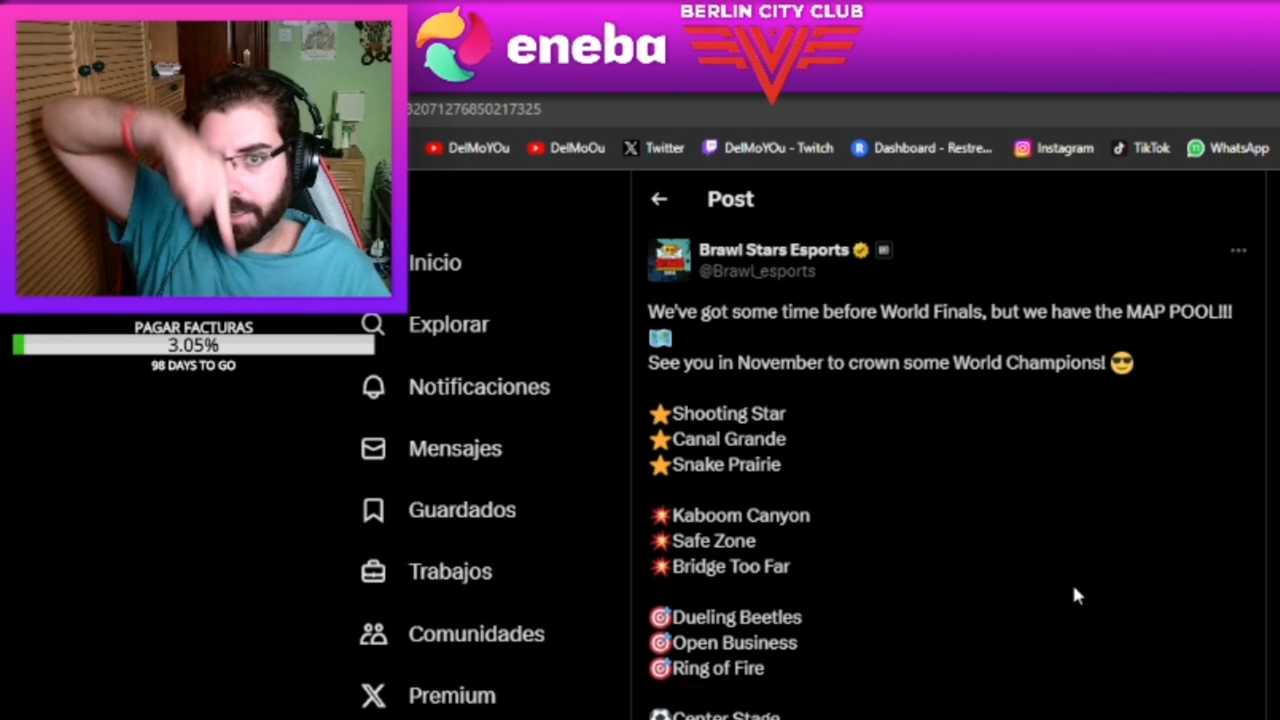 BERLIN CITY CLUB
eneba
32071276850217325
DelMoYOu
DelMoOu
Twitter
DelMoYOu - Twitch
Dashboard - Restre...
Instagram
TikTok
WhatsApp
Post
Brawl Stars Esports
@Brawl_esports
We've got some time before World Finals, but we have the MAP POOL!!!
See you in November to crown some World Champions!
Shooting Star
Canal Grande
Snake Prairie
Kaboom Canyon
Safe Zone
Bridge Too Far
Dueling Beetles
Open Business
Ring of Fire
Center Stage
Inicio
Explorar
Notificaciones
Mensajes
Guardados
Trabajos
Comunidades
Premium
PAGAR FACTURAS
3.05%
98 DAYS TO GO